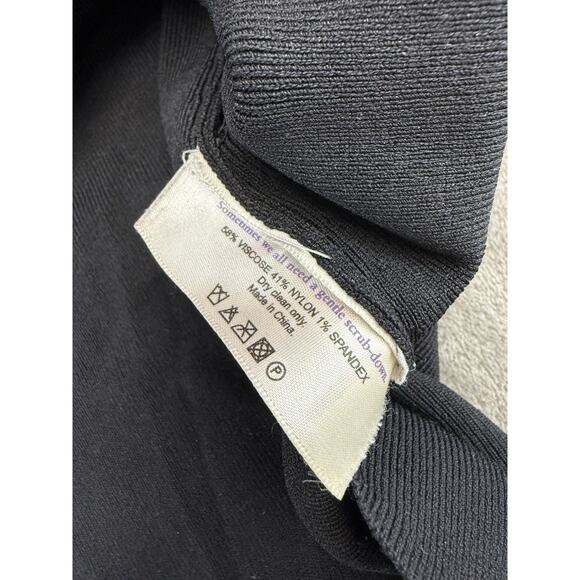 Sometimes we all need a gentle scrub-down.
58% VISCOSE 41% NYLON 1% SPANDEX
Dry clean only.
Made in China.
P